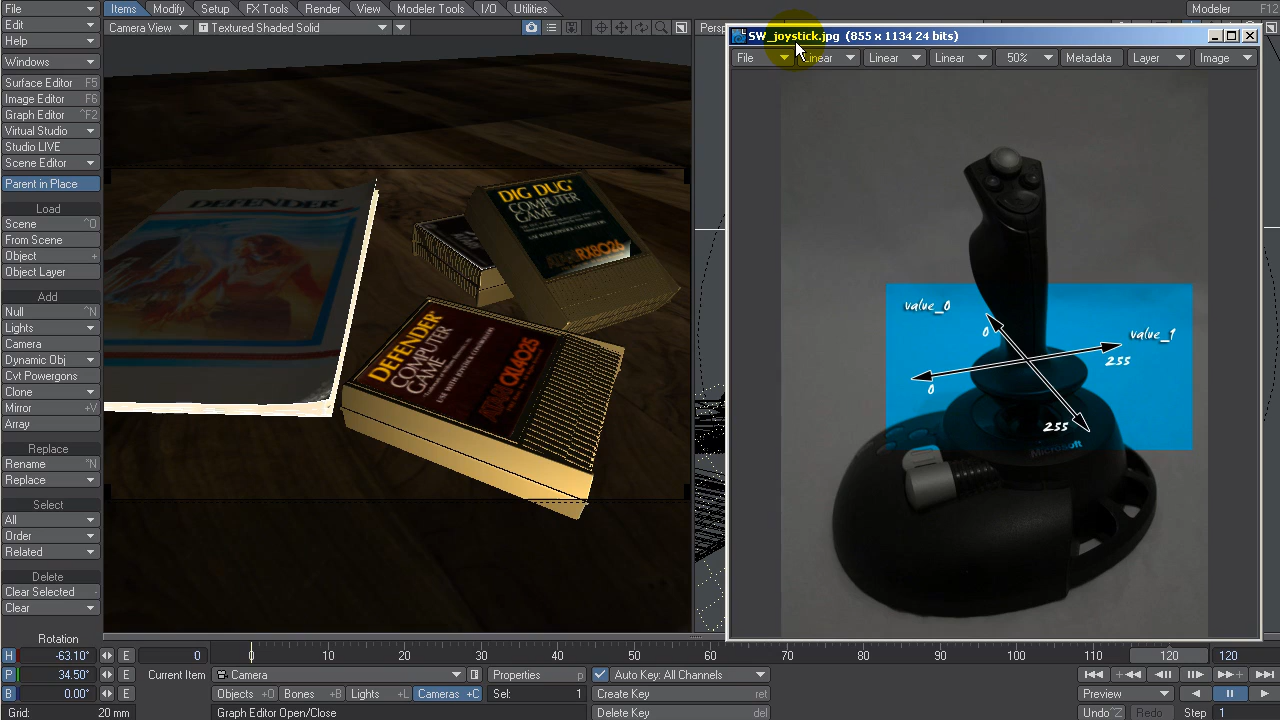 File
Items
Modify
Setup
FX Tools
Render
View
Modeler Tools
I/O
Utilities
Modeler F12
Edit
Help
Windows
Surface Editor F5
Image Editor F6
Graph Editor ^F2
Virtual Studio
Studio LIVE
Scene Editor
Parent in Place
Load
Scene ^O
From Scene
Object +
Object Layer
Add
Null ^N
Lights
Camera
Dynamic Obj
Cvt Powergons
Clone
Mirror +V
Array
Replace
Rename ^N
Replace
Select
All
Order
Related
Delete
Clear Selected -
Clear
Rotation
H -63.70°
P 34.50°
B 0.00°
Grid: 20 mm
Camera View
Textured Shaded Solid
Persp
DEFENDER
DIG DUG
COMPUTER
GAME
RX8026
DEFENDER
COMPUTER
GAME
CXL4025
SW_joystick.jpg (855 x 1134 24 bits)
File
Linear
Linear
Linear
50%
Metadata
Layer
Image
value_0
0
value_1
255
0
255
Microsoft
E 0
0 10 20 30 40 50 60 70 80 90 100 110 120 120
E Current Item Camera Properties p Auto Key: All Channels
E Objects +O Bones +B Lights +L Cameras +C Sel: 1 Create Key ret Preview
Graph Editor Open/Close Delete Key del Undo ^Z Redo Step 1